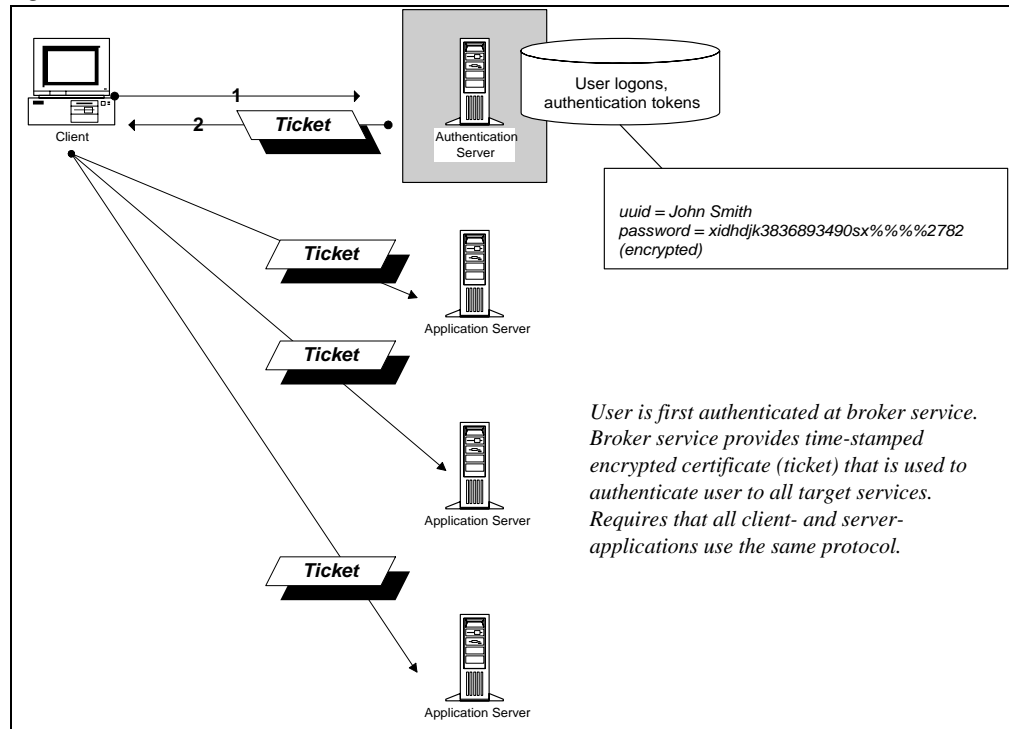 User logons,
authentication tokens
1
2
Ticket
Client
Authentication
Server
uuid = John Smith
password = xidhdjk3836893490sx%%%%2782
(encrypted)
Ticket
Application Server
Ticket
User is first authenticated at broker service.
Broker service provides time-stamped
encrypted certificate (ticket) that is used to
authenticate user to all target services.
Requires that all client- and server-
applications use the same protocol.
Application Server
Ticket
Application Server